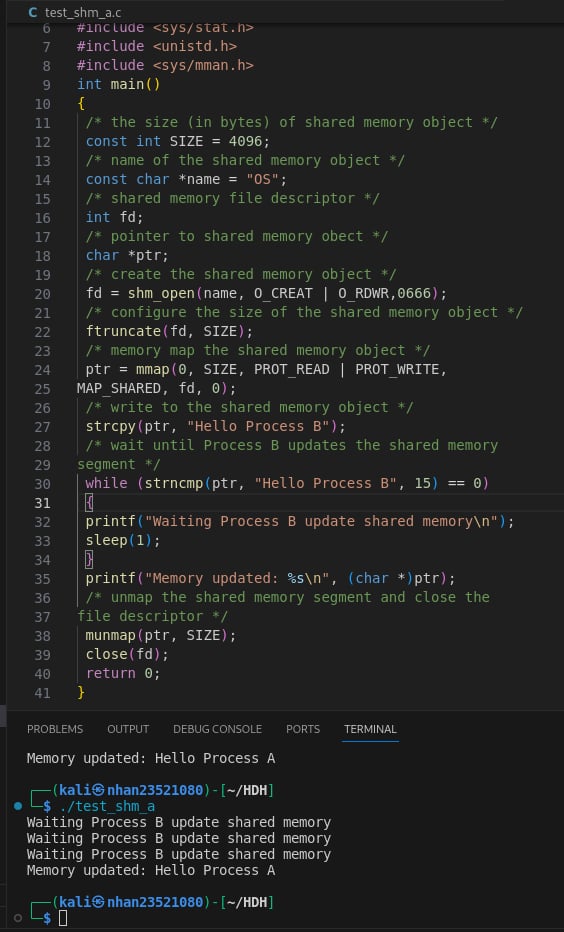 C test_shm_a.c
6 #include <sys/stat.h>
7 #include <unistd.h>
8 #include <sys/mman.h>
9 int main()
10 {
11 /* the size (in bytes) of shared memory object */
12 const int SIZE = 4096;
13 /* name of the shared memory object */
14 const char *name = "OS";
15 /* shared memory file descriptor */
16 int fd;
17 /* pointer to shared memory obect */
18 char *ptr;
19 /* create the shared memory object */
20 fd = shm_open(name, O_CREAT | O_RDWR,0666);
21 /* configure the size of the shared memory object */
22 ftruncate(fd, SIZE);
23 /* memory map the shared memory object */
24 ptr = mmap(0, SIZE, PROT_READ | PROT_WRITE,
25 MAP_SHARED, fd, 0);
26 /* write to the shared memory object */
27 strcpy(ptr, "Hello Process B");
28 /* wait until Process B updates the shared memory
29 segment */
30 while (strncmp(ptr, "Hello Process B", 15) == 0)
31 {
32 printf("Waiting Process B update shared memory\n");
33 sleep(1);
34 }
35 printf("Memory updated: %s\n", (char *)ptr);
36 /* unmap the shared memory segment and close the
37 file descriptor */
38 munmap(ptr, SIZE);
39 close(fd);
40 return 0;
41 }
PROBLEMS OUTPUT DEBUG CONSOLE PORTS TERMINAL
Memory updated: Hello Process A
┌──(kali㉿nhan23521080)-[~/HDH]
└─$ ./test_shm_a
Waiting Process B update shared memory
Waiting Process B update shared memory
Waiting Process B update shared memory
Memory updated: Hello Process A
┌──(kali㉿nhan23521080)-[~/HDH]
└─$